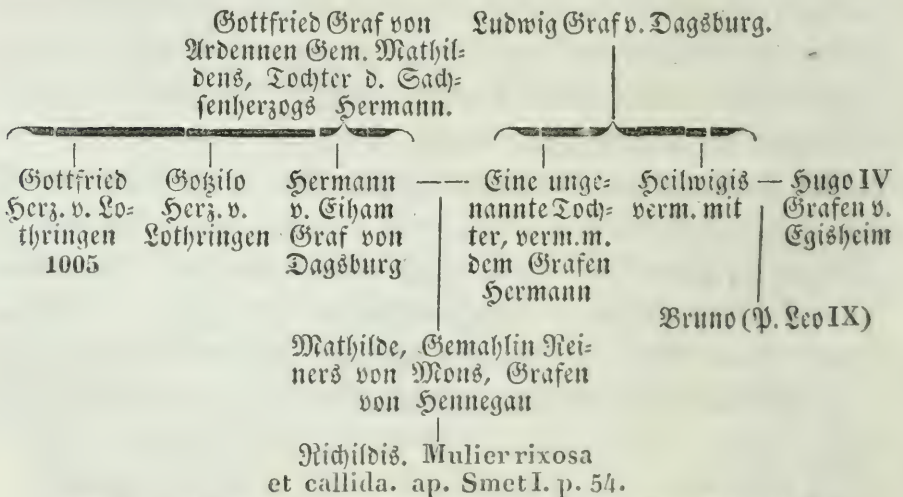 Gottfried Graf von
Ardennen Gem. Mathil=
dens, Tochter d. Sach=
senherzogs Hermann.
Ludwig Graf v. Dagsburg.
Gottfried
Herz. v. Lo=
thringen
1005
Gotzilo
Herz. v.
Lothringen
Hermann
v. Eiham
Graf von
Dagsburg
Eine unge=
nannte Toch=
ter, verm. m.
dem Grafen
Hermann
Heilwigis
verm. mit
Hugo IV
Grafen v.
Egisheim
Bruno (P. Leo IX)
Mathilde, Gemahlin Rei=
ners von Mons, Grafen
von Hennegau
Richildis. Mulier rixosa
et callida. ap. Smet I. p. 54.